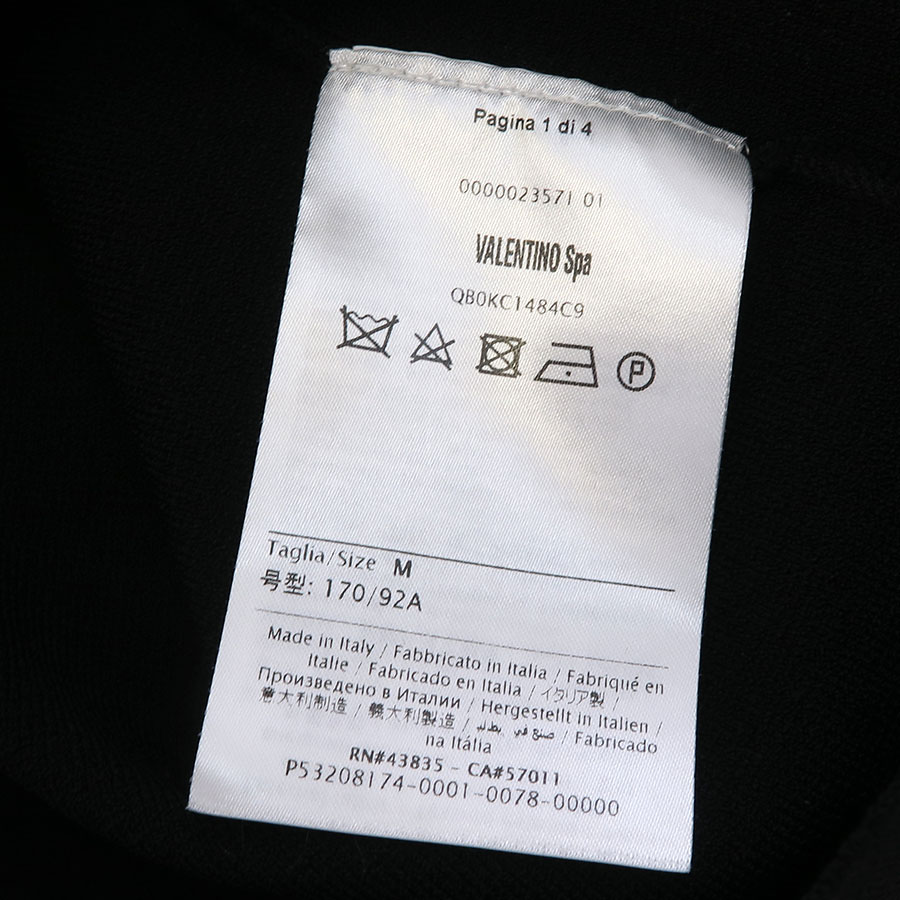 Pagina 1 di 4
0000023571 01
VALENTINO Spa
QB0KC1484C9
P
Taglia/Size M
号型: 170/92A
Made in Italy / Fabbricato in Italia / Fabriqué en
Italie / Fabricado en Italia / イタリア製 /
Произведено в Италии / Hergestellt in Italien /
意大利制造 / 義大利製造 / صنع في إيطاليا / Fabricado
na Itália
RN#43835 - CA#57011
P53208174-0001-0078-00000